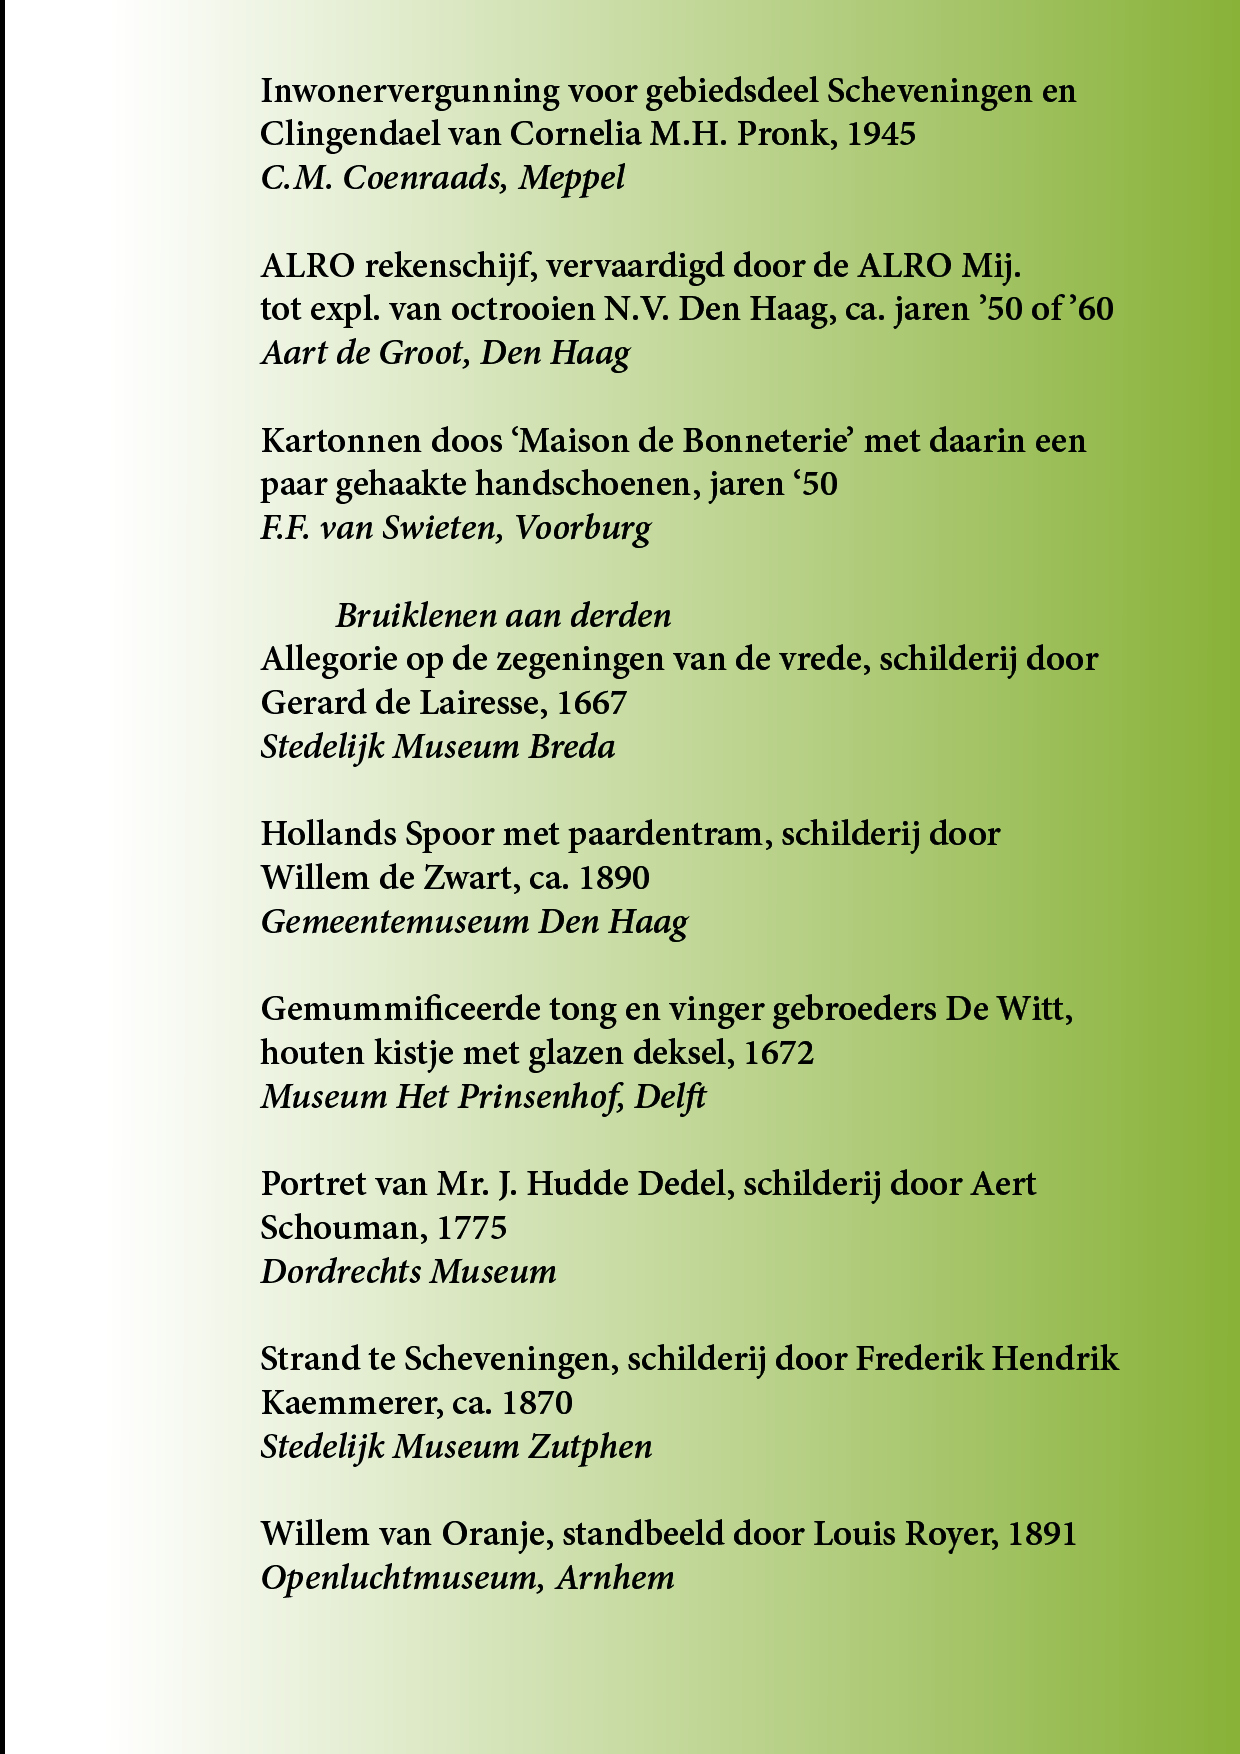 Inwonervergunning voor gebiedsdeel Scheveningen en
Clingendael van Cornelia M.H. Pronk, 1945
C.M. Coenraads, Meppel
ALRO rekenschijf, vervaardigd door de ALRO Mij.
tot expl. van octrooien N.V. Den Haag, ca. jaren ’50 of ’60
Aart de Groot, Den Haag
Kartonnen doos ‘Maison de Bonneterie’ met daarin een
paar gehaakte handschoenen, jaren ‘50
F.F. van Swieten, Voorburg
Bruiklenen aan derden
Allegorie op de zegeningen van de vrede, schilderij door
Gerard de Lairesse, 1667
Stedelijk Museum Breda
Hollands Spoor met paardentram, schilderij door
Willem de Zwart, ca. 1890
Gemeentemuseum Den Haag
Gemummificeerde tong en vinger gebroeders De Witt,
houten kistje met glazen deksel, 1672
Museum Het Prinsenhof, Delft
Portret van Mr. J. Hudde Dedel, schilderij door Aert
Schouman, 1775
Dordrechts Museum
Strand te Scheveningen, schilderij door Frederik Hendrik
Kaemmerer, ca. 1870
Stedelijk Museum Zutphen
Willem van Oranje, standbeeld door Louis Royer, 1891
Openluchtmuseum, Arnhem